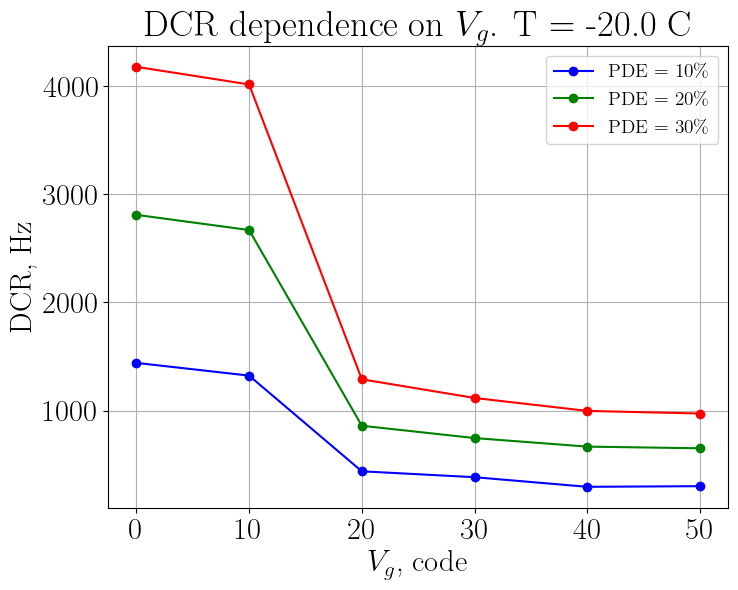 DCR dependence on V_g. T = -20.0 C
PDE = 10%
PDE = 20%
PDE = 30%
4000
3000
2000
1000
DCR, Hz
0 10 20 30 40 50
V_g, code